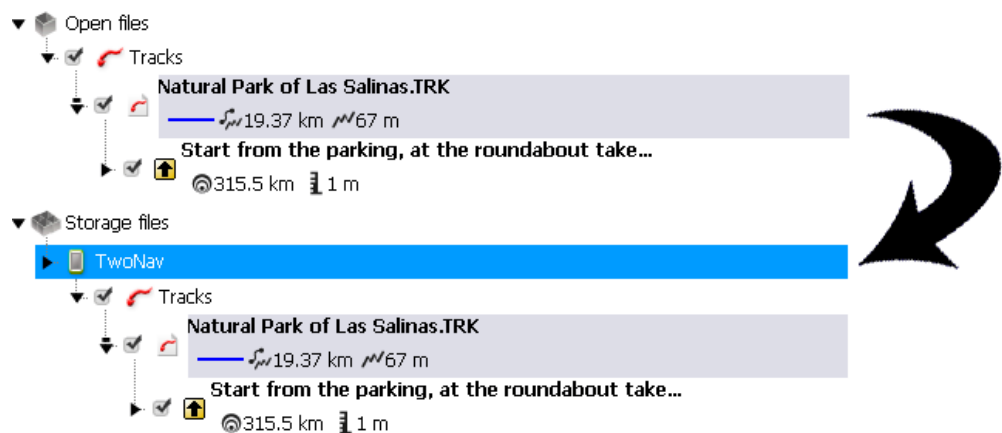 Open files
Tracks
Natural Park of Las Salinas.TRK
19.37 km 67 m
Start from the parking, at the roundabout take...
315.5 km 1 m
Storage files
TwoNav
Tracks
Natural Park of Las Salinas.TRK
19.37 km 67 m
Start from the parking, at the roundabout take...
315.5 km 1 m